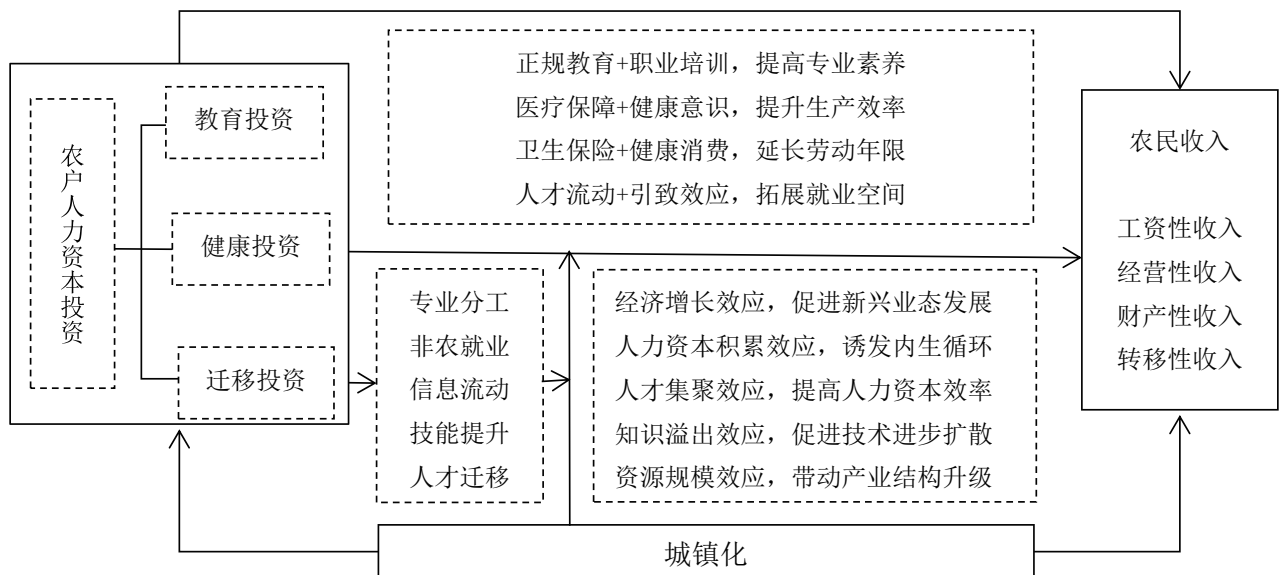 正规教育+职业培训，提高专业素养
医疗保障+健康意识，提升生产效率
卫生保险+健康消费，延长劳动年限
人才流动+引致效应，拓展就业空间
农户人力资本投资
教育投资
健康投资
迁移投资
专业分工
非农就业
信息流动
技能提升
人才迁移
经济增长效应，促进新兴业态发展
人力资本积累效应，诱发内生循环
人才集聚效应，提高人力资本效率
知识溢出效应，促进技术进步扩散
资源规模效应，带动产业结构升级
农民收入
工资性收入
经营性收入
财产性收入
转移性收入
城镇化